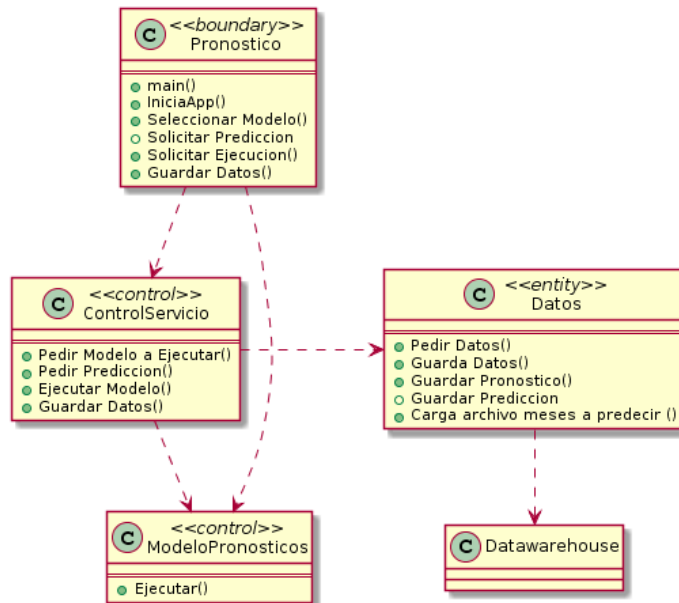 C <<boundary>>
Pronostico
main()
IniciaApp()
Seleccionar Modelo()
Solicitar Prediccion
Solicitar Ejecucion()
Guardar Datos()
C <<control>>
ControlServicio
Pedir Modelo a Ejecutar()
Pedir Prediccion()
Ejecutar Modelo()
Guardar Datos()
C <<entity>>
Datos
Pedir Datos()
Guarda Datos()
Guardar Pronostico()
Guardar Prediccion
Carga archivo meses a predecir ()
C <<control>>
ModeloPronosticos
Ejecutar()
C Datawarehouse